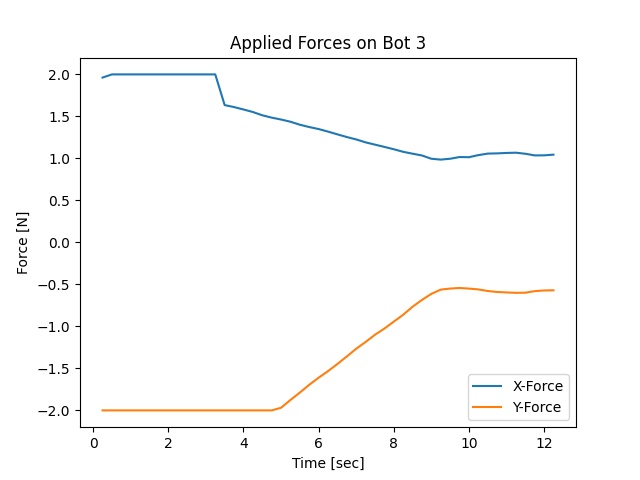 Applied Forces on Bot 3
2.0
1.5
1.0
0.5
0.0
−0.5
−1.0
−1.5
−2.0
Force [N]
X-Force
Y-Force
0 2 4 6 8 10 12
Time [sec]